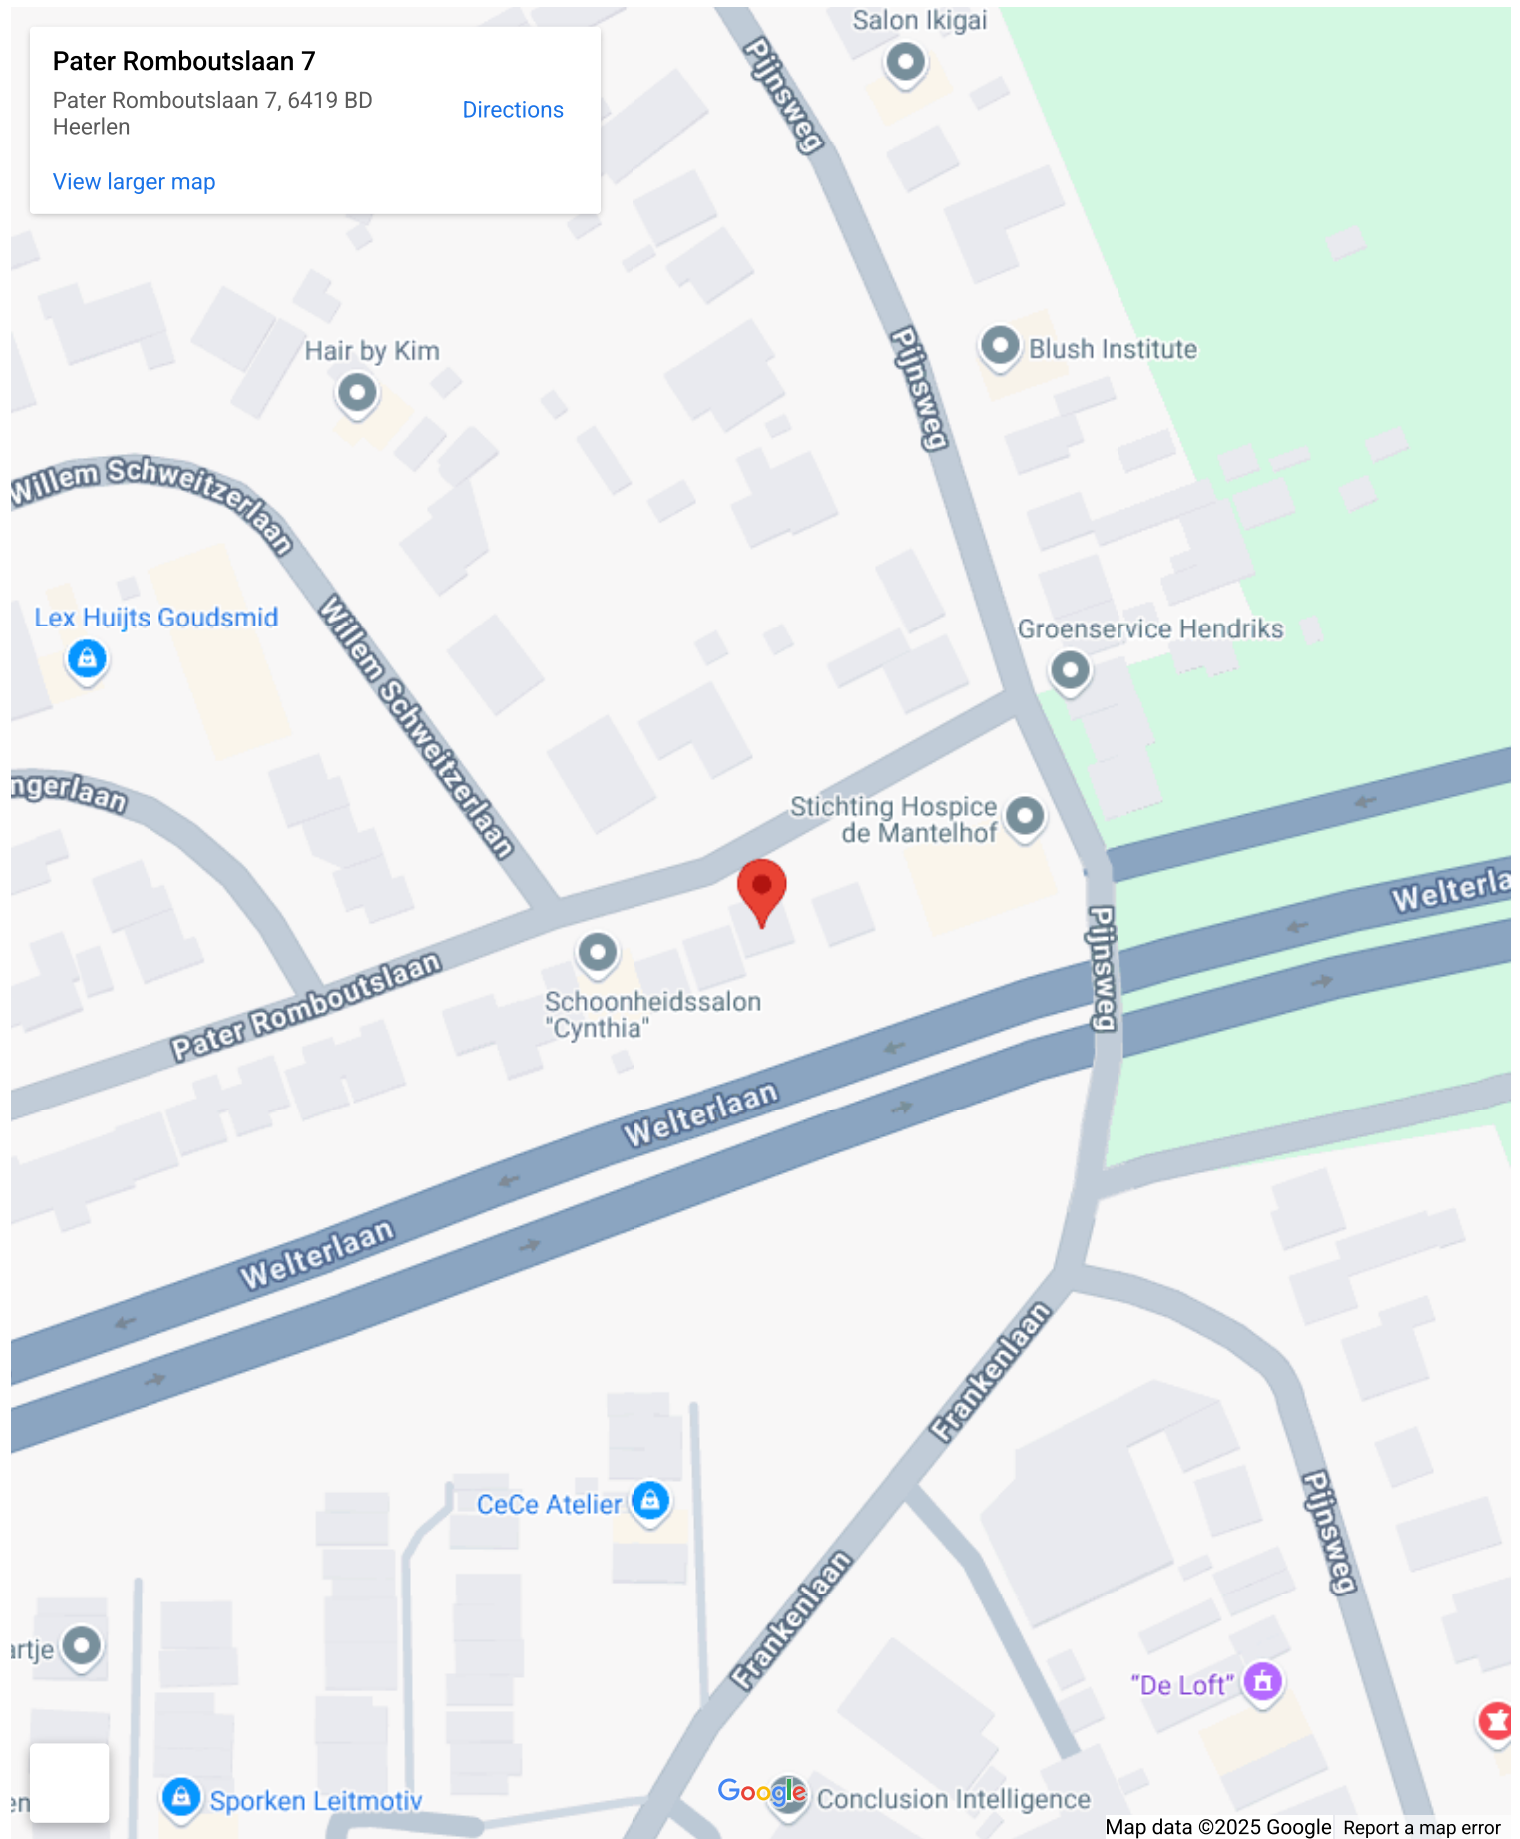 Pater Romboutslaan 7
Pater Romboutslaan 7, 6419 BD
Heerlen
Directions
View larger map
Salon Ikigai
Pijnsweg
Hair by Kim
Pijnsweg
Blush Institute
Willem Schweitzerlaan
Lex Huijts Goudsmid
Willem Schweitzerlaan
Groenservice Hendriks
ngerlaan
Stichting Hospice
de Mantelhof
Welterla
Pijnsweg
Pater Romboutslaan
Schoonheidssalon
"Cynthia"
Welterlaan
Welterlaan
Frankenlaan
CeCe Atelier
Pijnsweg
Frankenlaan
artje
"De Loft"
en
Sporken Leitmotiv
Google
Conclusion Intelligence
Map data ©2025 Google
Report a map error